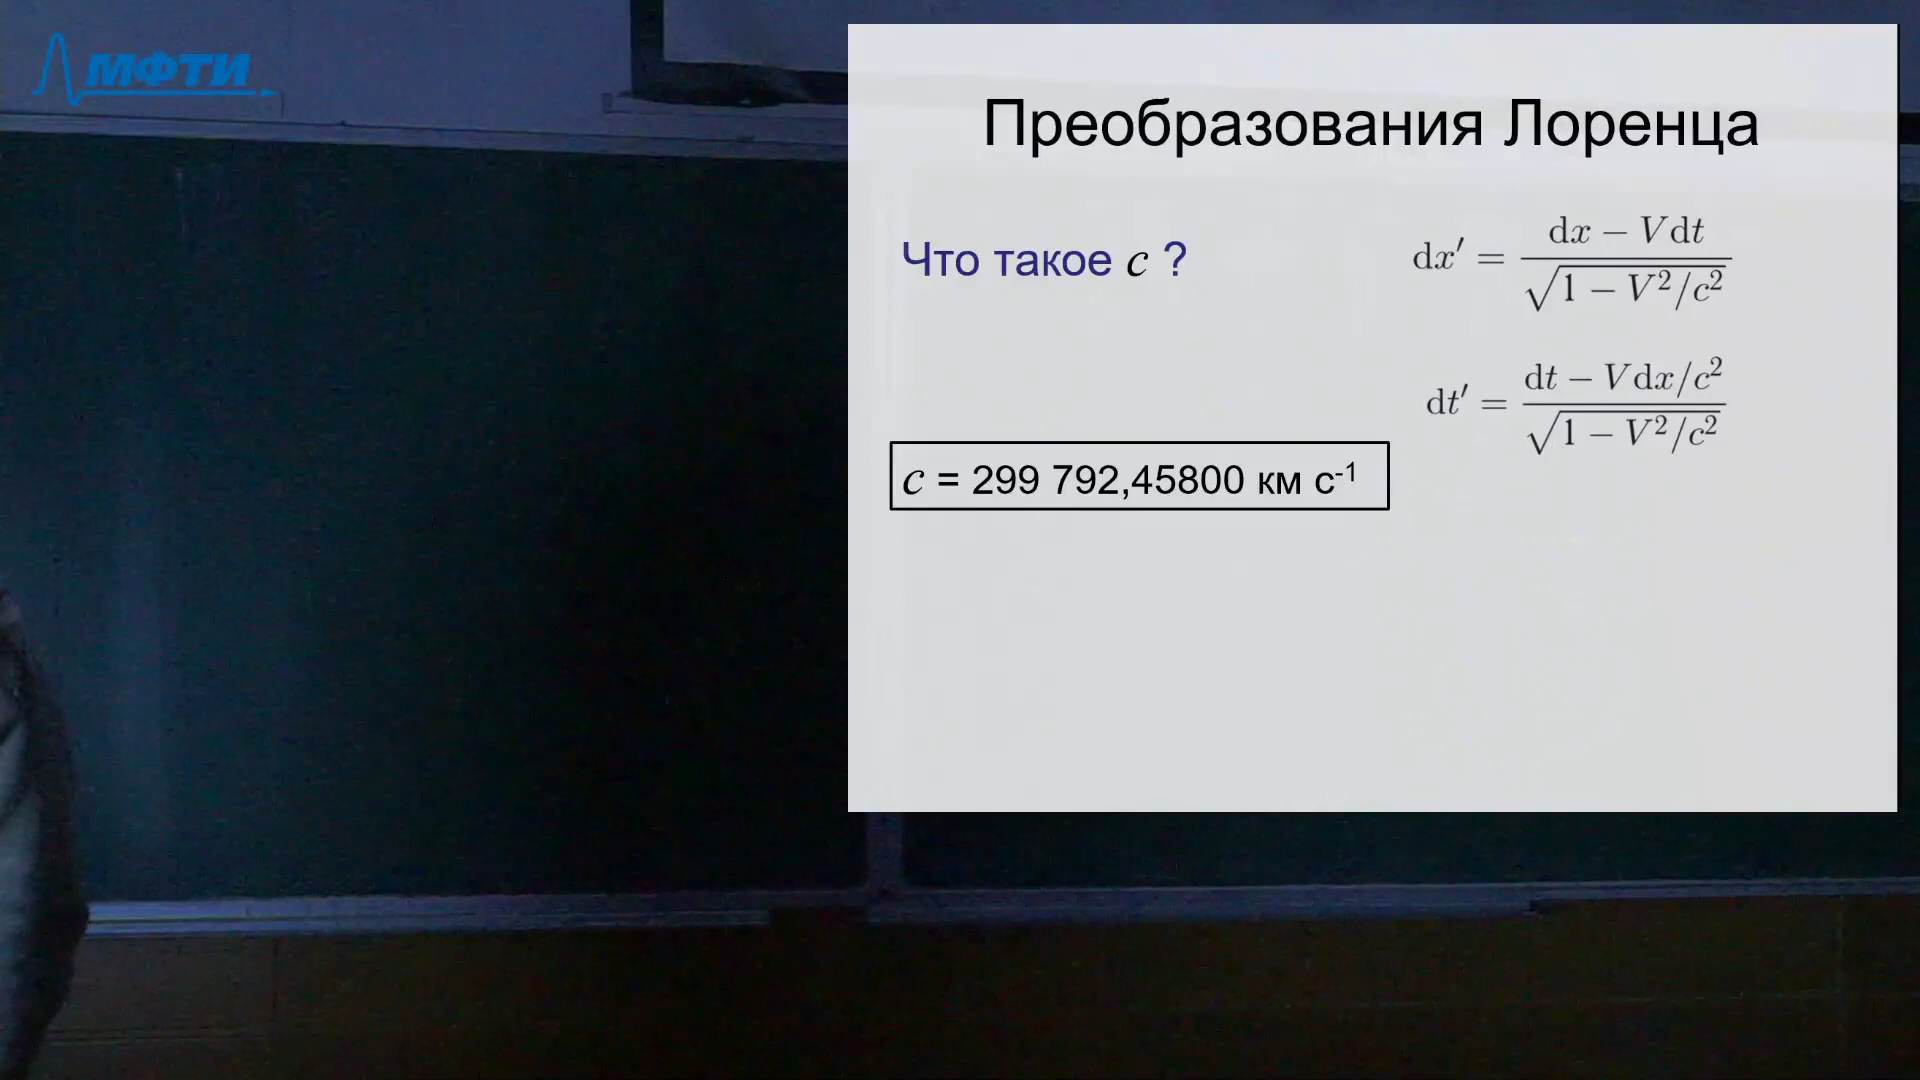 МФТИ
Преобразования Лоренца
Что такое c ?
dx′ = (dx − V dt) / √(1 − V²/c²)
dt′ = (dt − V dx/c²) / √(1 − V²/c²)
c = 299 792,45800 км с⁻¹